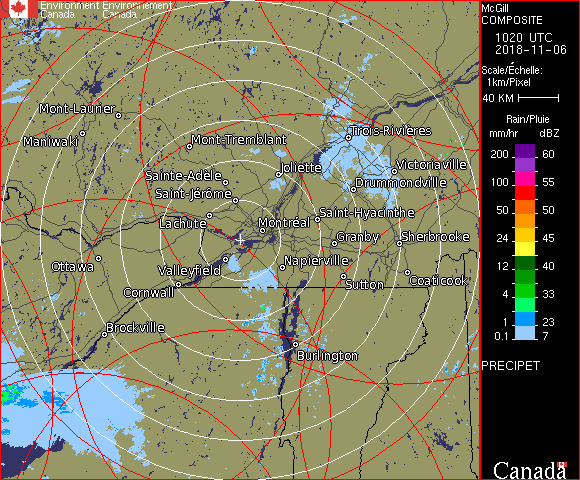 Environment Environnement
Canada Canada
McGill
COMPOSITE
1020 UTC
2018-11-06
Scale/Échelle:
1km/Pixel
40 KM
Rain/Pluie
mm/hr dBZ
200 60
100 55
50 50
24 45
12 40
4 33
1 23
0.1 7
PRECIPET
Canada
Mont-Laurier
Maniwaki
Mont-Tremblant
Trois-Rivières
Sainte-Adèle
Joliette
Victoriaville
Drummondville
Saint-Jérôme
Lachute
Montréal
Saint-Hyacinthe
Granby
Sherbrooke
Ottawa
Valleyfield
Napierville
Cornwall
Sutton
Coaticook
Brockville
Burlington